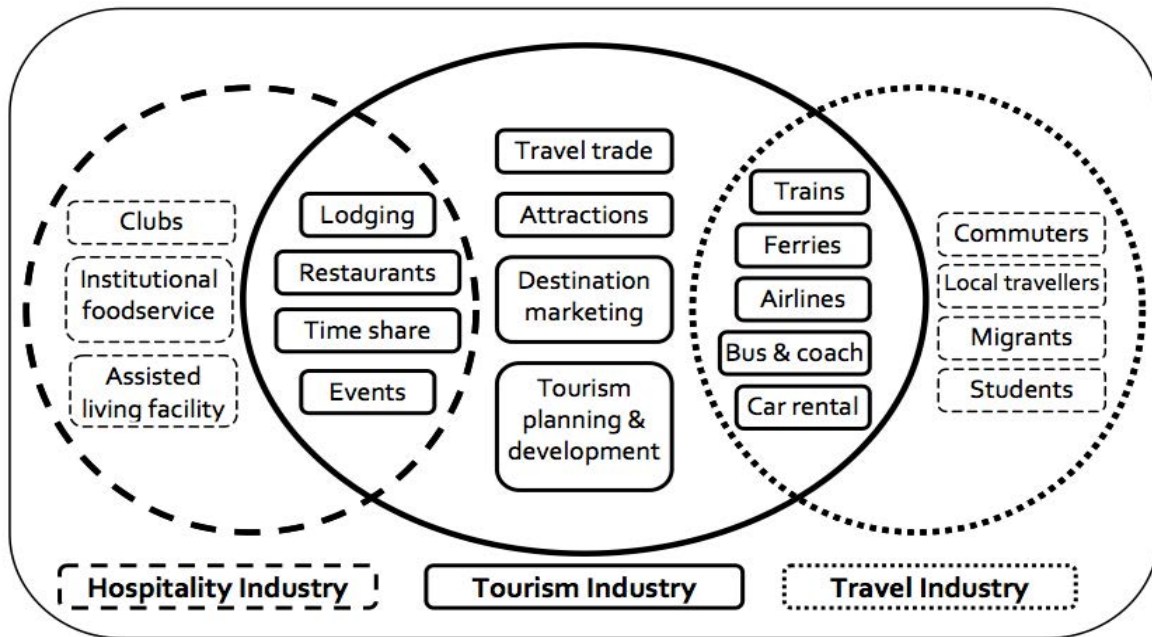 Clubs
Institutional
foodservice
Assisted
living facility
Lodging
Restaurants
Time share
Events
Travel trade
Attractions
Destination
marketing
Tourism
planning &
development
Trains
Ferries
Airlines
Bus & coach
Car rental
Commuters
Local travellers
Migrants
Students
Hospitality Industry
Tourism Industry
Travel Industry